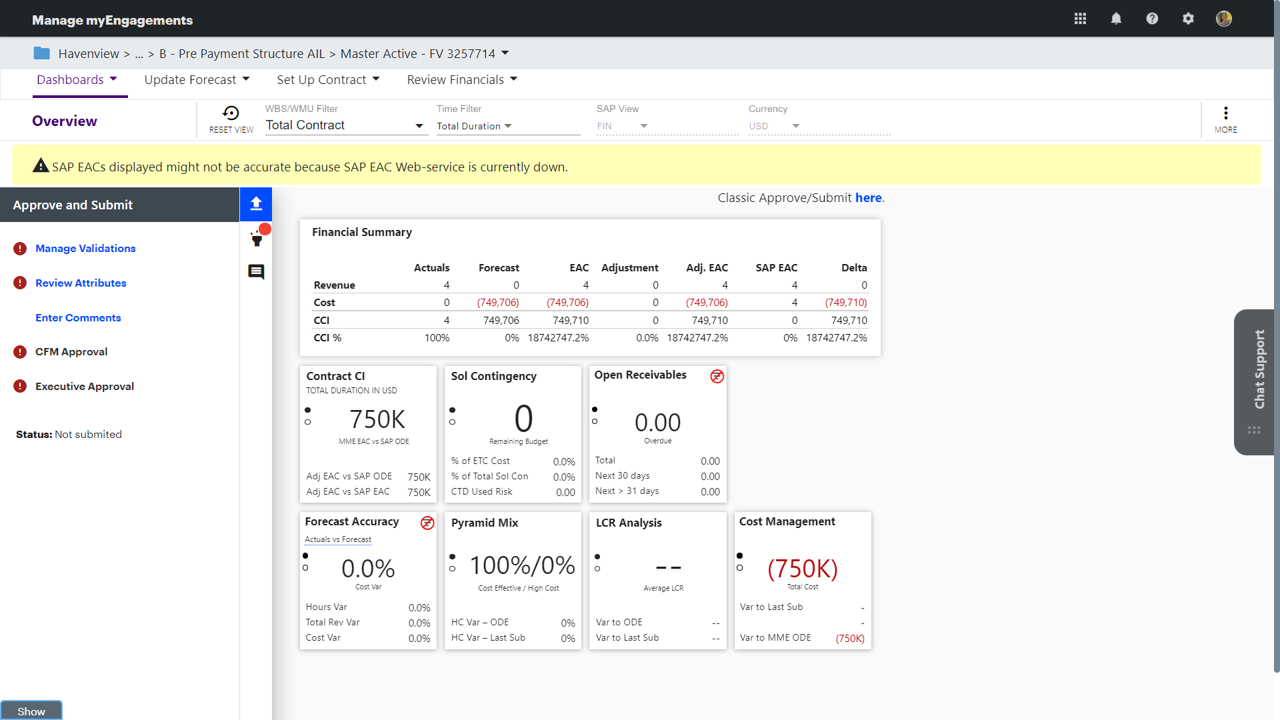 Manage myEngagements
Havenview > ... > B - Pre Payment Structure AIL > Master Active - FV 3257714
Dashboards Update Forecast Set Up Contract Review Financials
Overview
RESET VIEW
WBS/WMU Filter
Total Contract
Time Filter
Total Duration
SAP View
FIN
Currency
USD
MORE
SAP EACs displayed might not be accurate because SAP EAC Web-service is currently down.
Approve and Submit
Manage Validations
Review Attributes
Enter Comments
CFM Approval
Executive Approval
Status: Not submited
Classic Approve/Submit here.
Financial Summary
Actuals Forecast EAC Adjustment Adj. EAC SAP EAC Delta
Revenue 4 0 4 0 4 4 0
Cost 0 (749,706) (749,706) 0 (749,706) 4 (749,710)
CCI 4 749,706 749,710 0 749,710 0 749,710
CCI % 100% 0% 18742747.2% 0.0% 18742747.2% 0% 18742747.2%
Contract CI
TOTAL DURATION IN USD
750K
MME EAC vs SAP ODE
Adj EAC vs SAP ODE 750K
Adj EAC vs SAP EAC 750K
Sol Contingency
0
Remaining Budget
% of ETC Cost 0.0%
% of Total Sol Con 0.0%
CTD Used Risk 0.00
Open Receivables
0.00
Overdue
Total 0.00
Next 30 days 0.00
Next > 31 days 0.00
Forecast Accuracy
Actuals vs Forecast
0.0%
Cost Var
Hours Var 0.0%
Total Rev Var 0.0%
Cost Var 0.0%
Pyramid Mix
100%/0%
Cost Effective / High Cost
HC Var – ODE 0%
HC Var – Last Sub 0%
LCR Analysis
--
Average LCR
Var to ODE --
Var to Last Sub --
Cost Management
(750K)
Total Cost
Var to Last Sub -
-
Var to MME ODE (750K)
Chat Support
Show